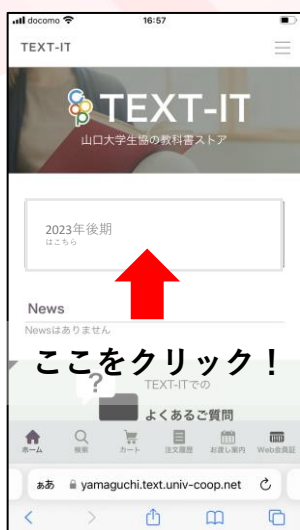 docomo 16:57
TEXT-IT
TEXT-IT
山口大学生協の教科書ストア
2023年後期
はこちら
News
Newsはありません
ここをクリック！
?
TEXT-ITでの
よくあるご質問
ホーム 検索 カート 注文履歴 お渡し案内 Web会員証
ああ yamaguchi.text.univ-coop.net